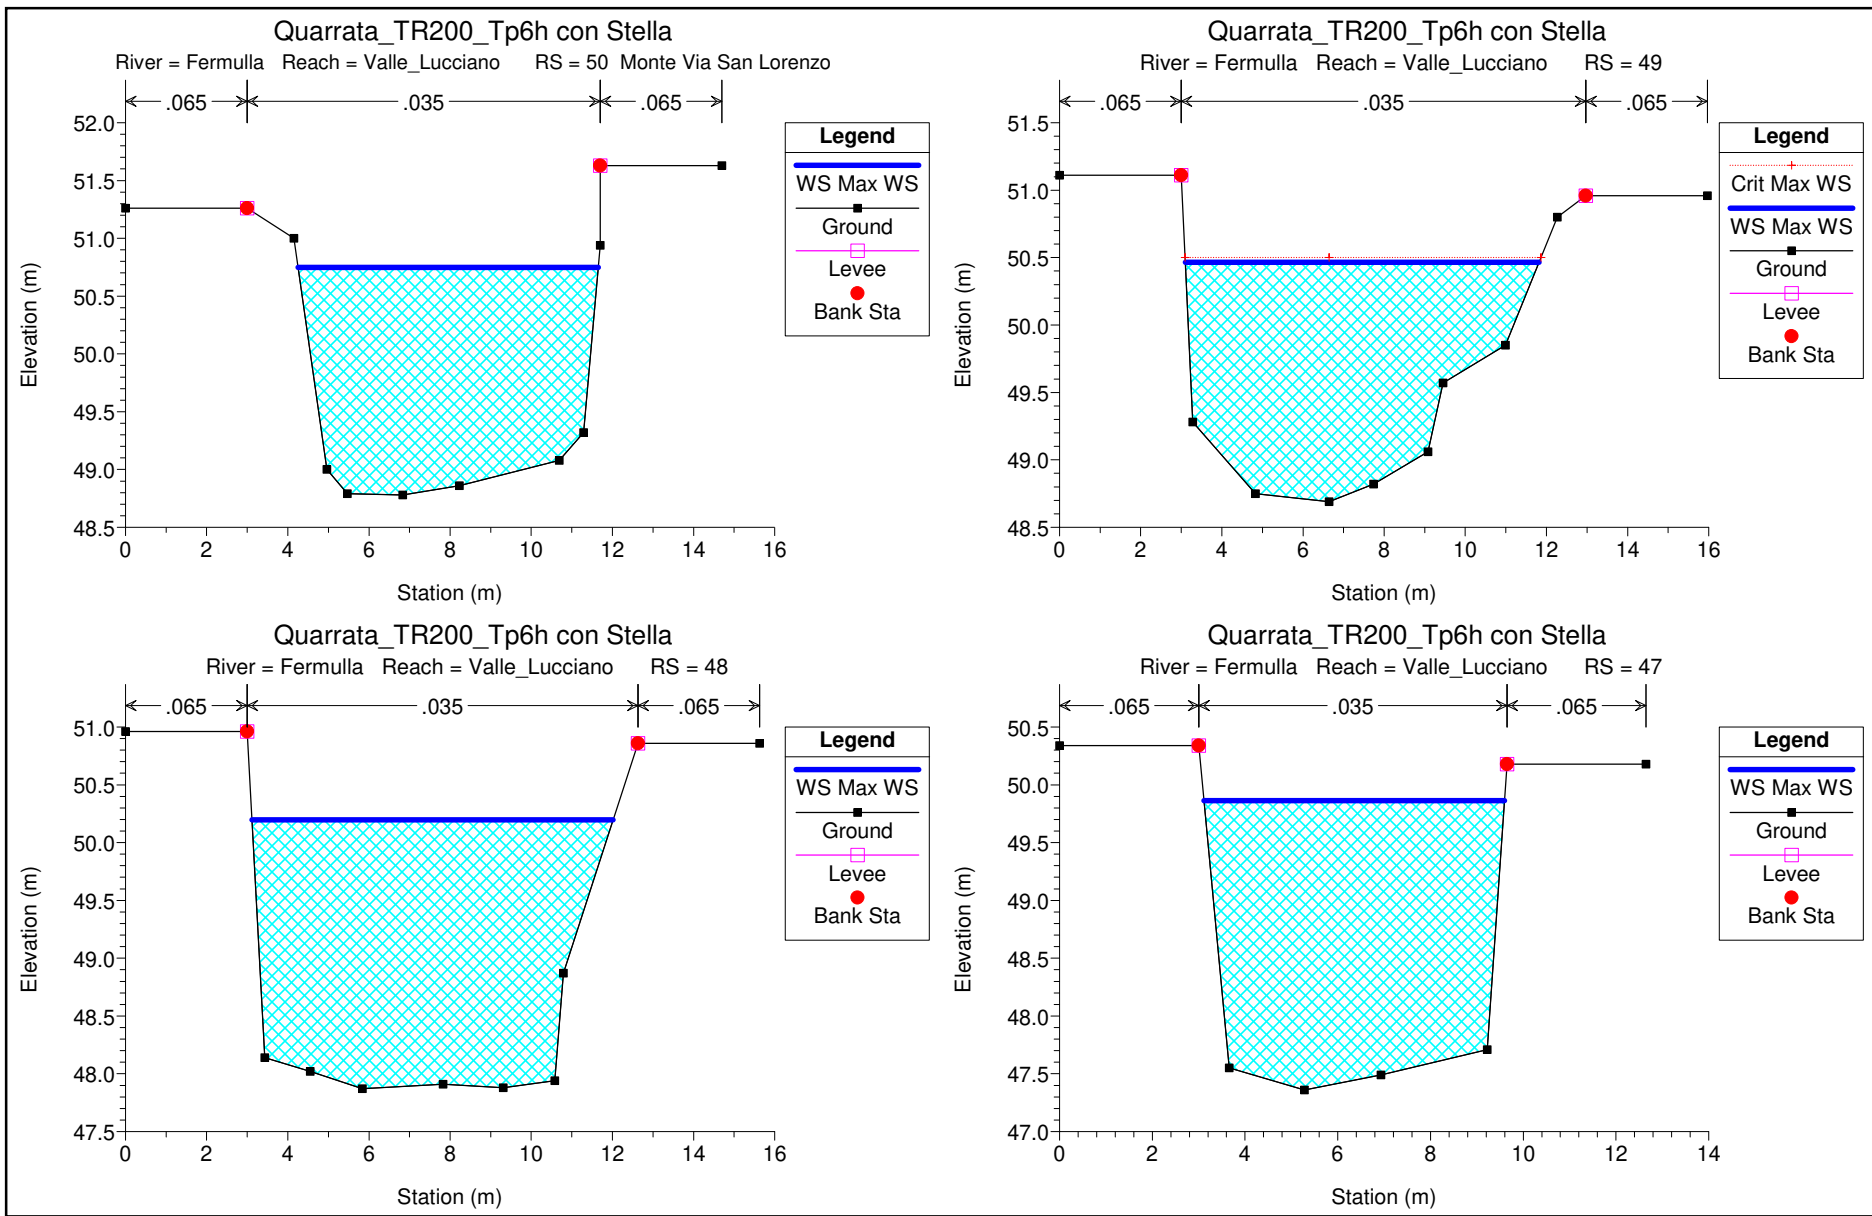 Quarrata_TR200_Tp6h con Stella
River = Fermulla Reach = Valle_Lucciano RS = 50 Monte Via San Lorenzo
.065 .035 .065
52.0
51.5
51.0
50.5
50.0
49.5
49.0
48.5
Elevation (m)
0 2 4 6 8 10 12 14 16
Station (m)
Legend
WS Max WS
Ground
Levee
Bank Sta
Quarrata_TR200_Tp6h con Stella
River = Fermulla Reach = Valle_Lucciano RS = 49
.065 .035 .065
51.5
51.0
50.5
50.0
49.5
49.0
48.5
Elevation (m)
0 2 4 6 8 10 12 14 16
Station (m)
Legend
Crit Max WS
WS Max WS
Ground
Levee
Bank Sta
Quarrata_TR200_Tp6h con Stella
River = Fermulla Reach = Valle_Lucciano RS = 48
.065 .035 .065
51.0
50.5
50.0
49.5
49.0
48.5
48.0
47.5
Elevation (m)
0 2 4 6 8 10 12 14 16
Station (m)
Legend
WS Max WS
Ground
Levee
Bank Sta
Quarrata_TR200_Tp6h con Stella
River = Fermulla Reach = Valle_Lucciano RS = 47
.065 .035 .065
50.5
50.0
49.5
49.0
48.5
48.0
47.5
47.0
Elevation (m)
0 2 4 6 8 10 12 14
Station (m)
Legend
WS Max WS
Ground
Levee
Bank Sta